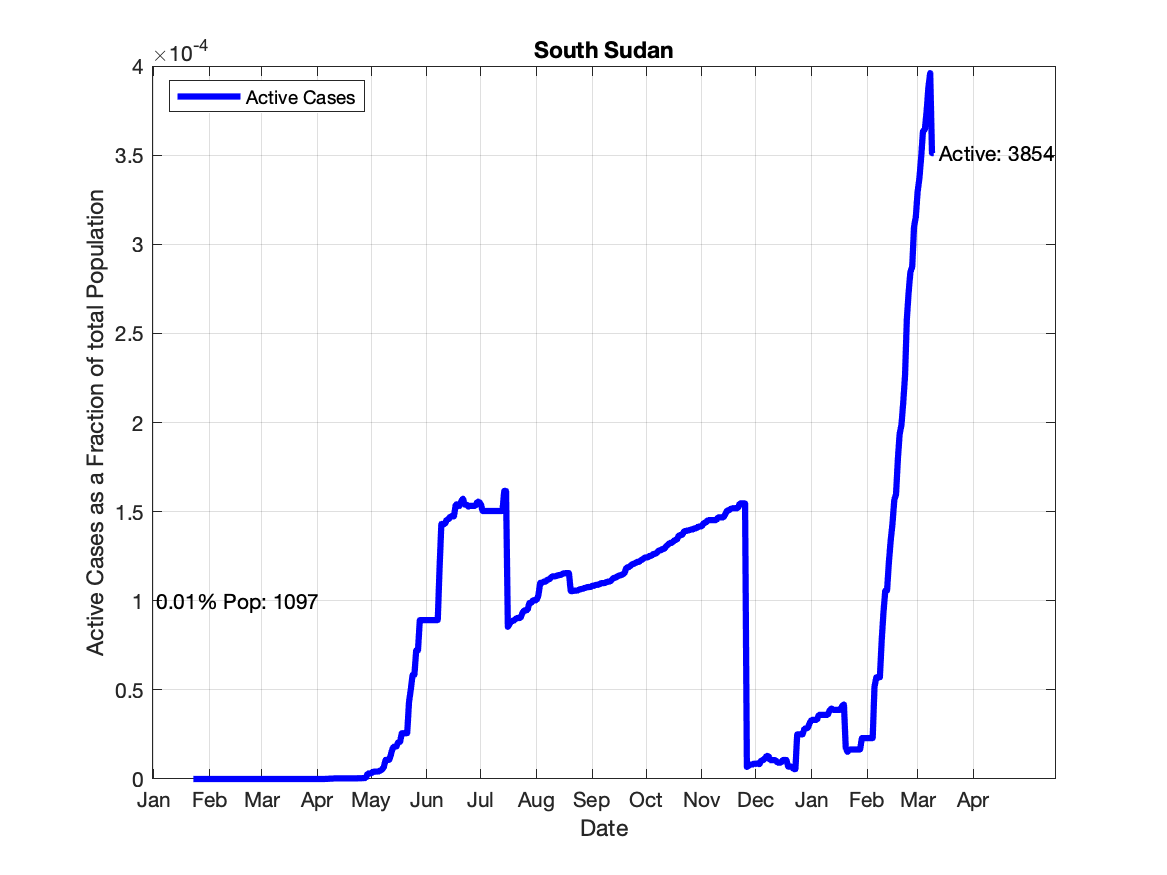 South Sudan
×10-4
Active Cases
4
3.5
3
2.5
2
1.5
1
0.5
0
Active Cases as a Fraction of total Population
Active: 3854
0.01% Pop: 1097
Jan Feb Mar Apr May Jun Jul Aug Sep Oct Nov Dec Jan Feb Mar Apr
Date